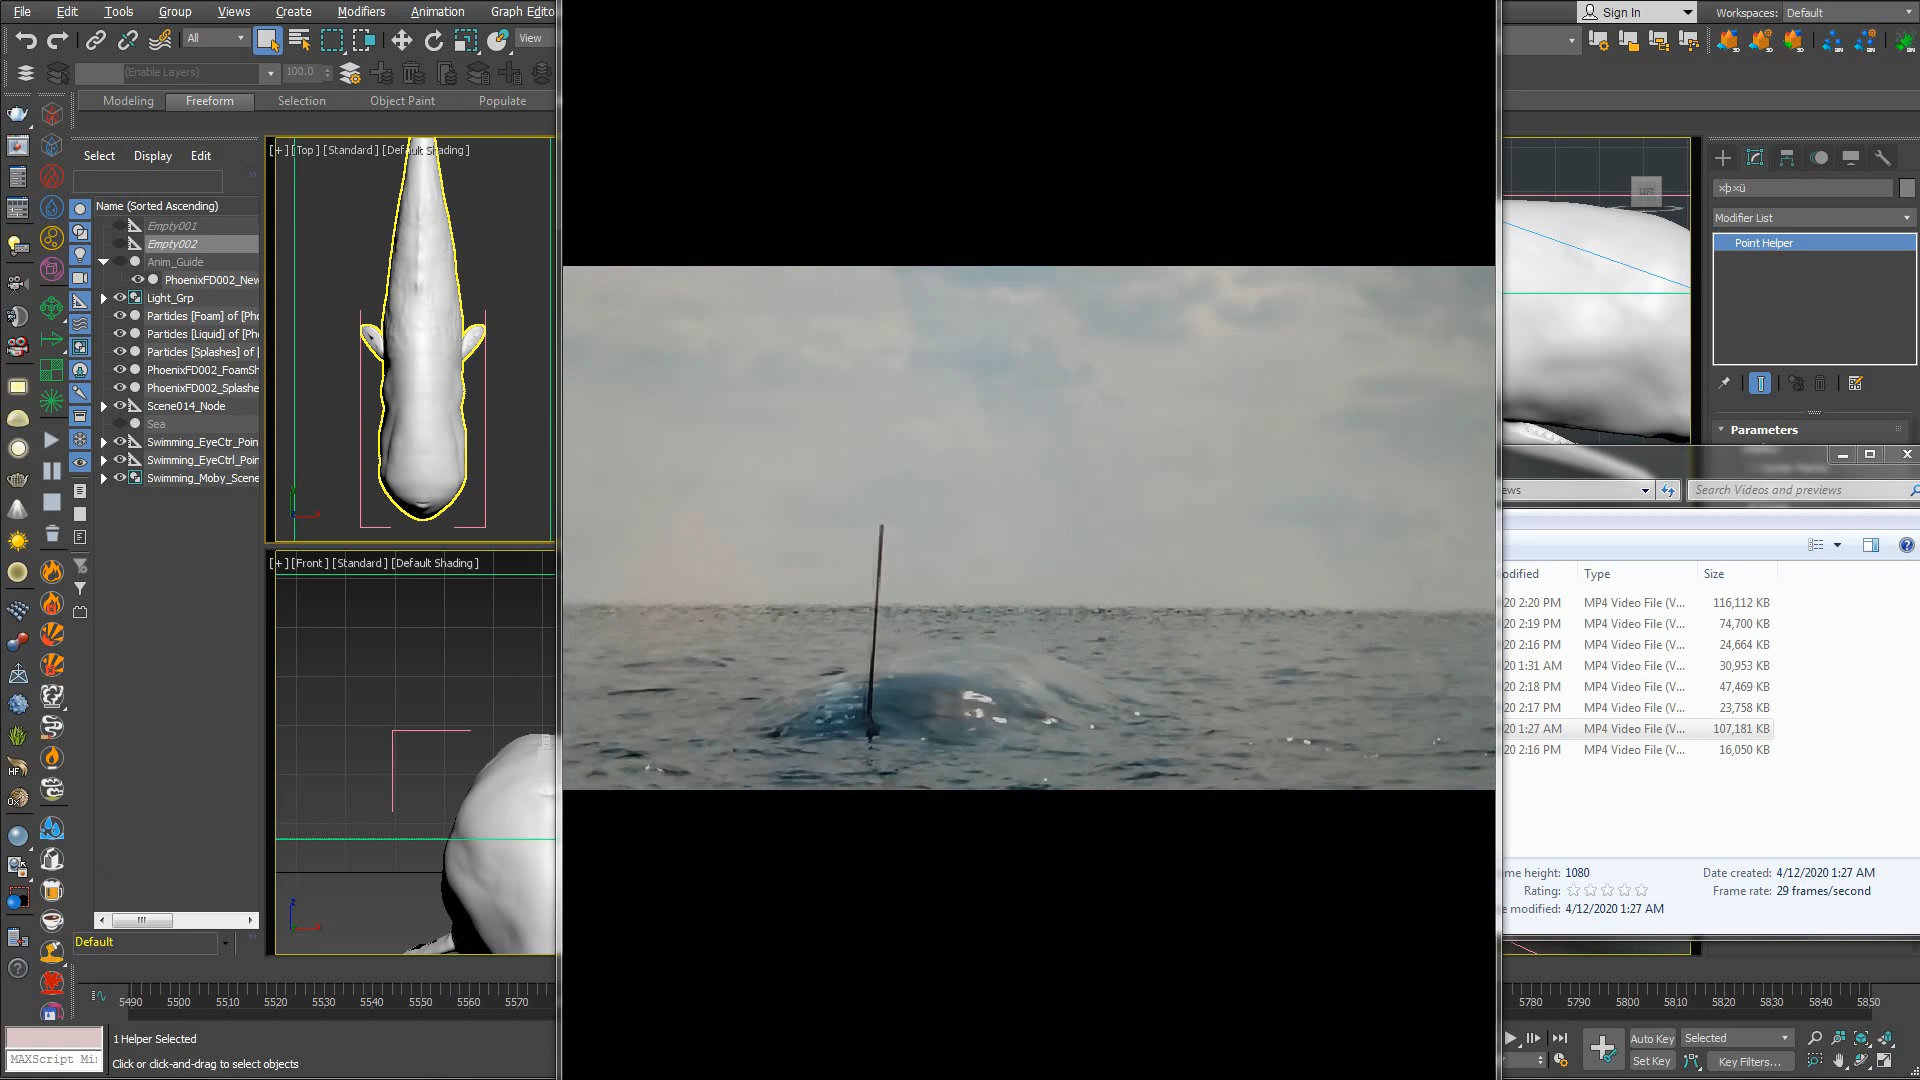 File Edit Tools Group Views Create Modifiers Animation Graph Edito
Sign In Workspaces: Default
All View
(Enable Layers) 100.0
Modeling Freeform Selection Object Paint Populate
Select Display Edit
Name (Sorted Ascending)
Empty001
Empty002
Anim_Guide
PhoenixFD002_New
Light_Grp
Particles [Foam] of [Pho
Particles [Liquid] of [Pho
Particles [Splashes] of [
PhoenixFD002_FoamSh
PhoenixFD002_Splashe
Scene014_Node
Sea
Swimming_EyeCtr_Poin
Swimming_EyeCtrl_Poin
Swimming_Moby_Scene
Default
[+] [Top] [Standard] [Default Shading]
[+] [Front] [Standard] [Default Shading]
LEFT
×þ×ü
Modifier List
Point Helper
Parameters
ews Search Videos and previews
odified Type Size
20 2:20 PM MP4 Video File (V... 116,112 KB
20 2:19 PM MP4 Video File (V... 74,700 KB
20 2:16 PM MP4 Video File (V... 24,664 KB
20 1:31 AM MP4 Video File (V... 30,953 KB
20 2:18 PM MP4 Video File (V... 47,469 KB
20 2:17 PM MP4 Video File (V... 23,758 KB
20 1:27 AM MP4 Video File (V... 107,181 KB
20 2:16 PM MP4 Video File (V... 16,050 KB
me height: 1080 Date created: 4/12/2020 1:27 AM
Rating: Frame rate: 29 frames/second
e modified: 4/12/2020 1:27 AM
5490 5500 5510 5520 5530 5540 5550 5560 5570
5780 5790 5800 5810 5820 5830 5840 5850
1 Helper Selected
MAXScript Mi
Click or click-and-drag to select objects
Auto Key Selected
Set Key Key Filters...